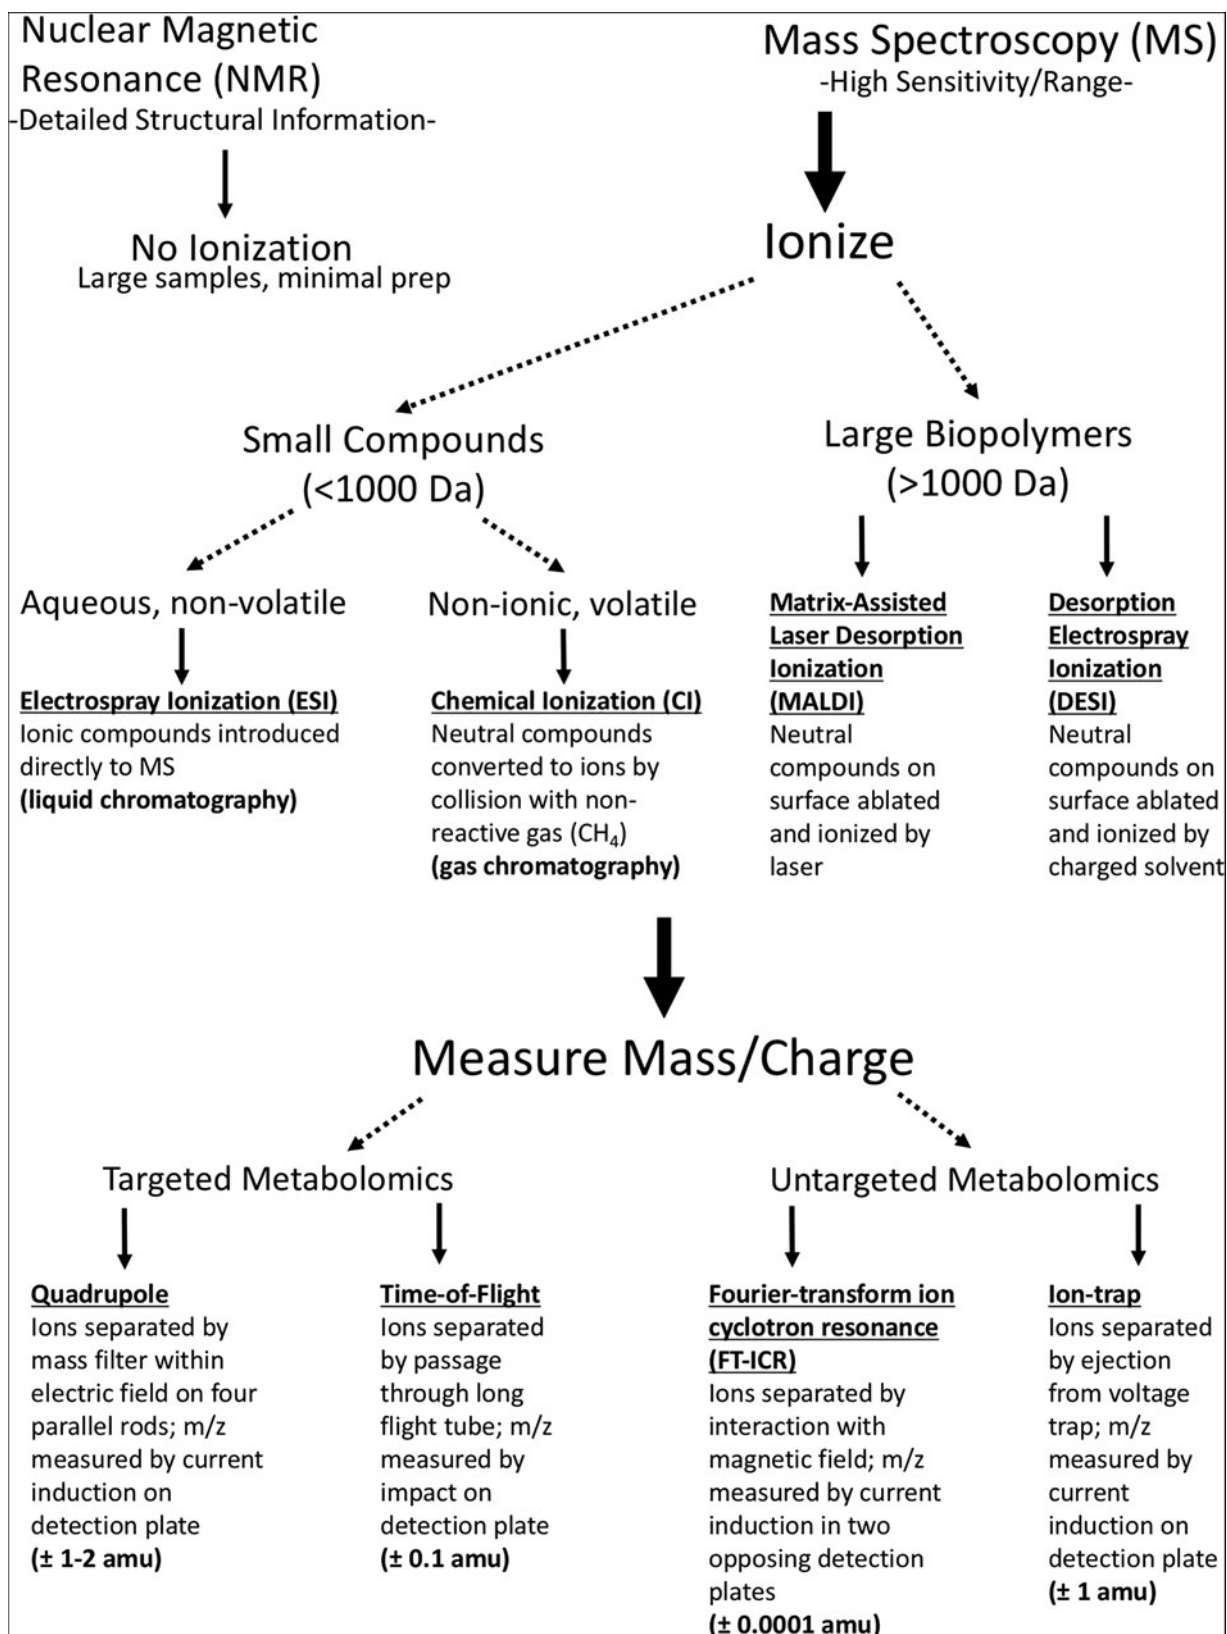 Nuclear Magnetic
Resonance (NMR)
-Detailed Structural Information-
No Ionization
Large samples, minimal prep
Mass Spectroscopy (MS)
-High Sensitivity/Range-
Ionize
Small Compounds
(<1000 Da)
Large Biopolymers
(>1000 Da)
Aqueous, non-volatile
Electrospray Ionization (ESI)
Ionic compounds introduced
directly to MS
(liquid chromatography)
Non-ionic, volatile
Chemical Ionization (CI)
Neutral compounds
converted to ions by
collision with non-
reactive gas (CH₄)
(gas chromatography)
Matrix-Assisted
Laser Desorption
Ionization
(MALDI)
Neutral
compounds on
surface ablated
and ionized by
laser
Desorption
Electrospray
Ionization
(DESI)
Neutral
compounds on
surface ablated
and ionized by
charged solvent
Measure Mass/Charge
Targeted Metabolomics
Quadrupole
Ions separated by
mass filter within
electric field on four
parallel rods; m/z
measured by current
induction on
detection plate
(± 1-2 amu)
Time-of-Flight
Ions separated
by passage
through long
flight tube; m/z
measured by
impact on
detection plate
(± 0.1 amu)
Untargeted Metabolomics
Fourier-transform ion
cyclotron resonance
(FT-ICR)
Ions separated by
interaction with
magnetic field; m/z
measured by current
induction in two
opposing detection
plates
(± 0.0001 amu)
Ion-trap
Ions separated
by ejection
from voltage
trap; m/z
measured by
current
induction on
detection plate
(± 1 amu)